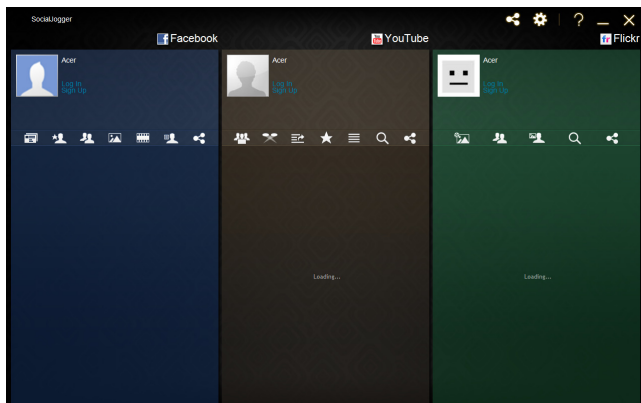 SocialJogger
?
Facebook
YouTube
Flickr
Acer
Log In
Sign Up
Acer
Log In
Sign Up
Acer
Log In
Sign Up
Loading...
Loading...